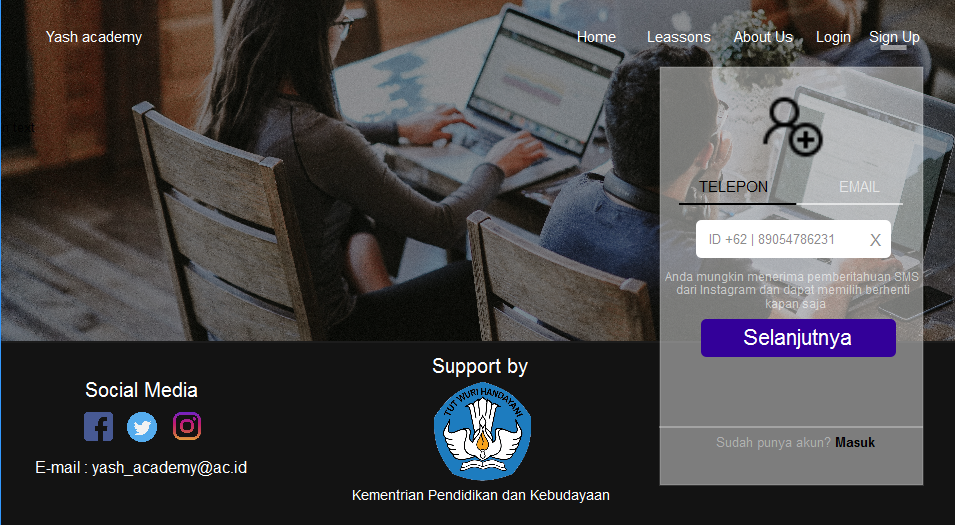 Yash academy
Home
Leassons
About Us
Login
Sign Up
text
TELEPON
EMAIL
ID +62 | 89054786231
X
Anda mungkin menerima pemberitahuan SMS
dari Instagram dan dapat memilih berhenti
kapan saja
Selanjutnya
Sudah punya akun? Masuk
Social Media
E-mail : yash_academy@ac.id
Support by
TUT WURI HANDAYANI
Kementrian Pendidikan dan Kebudayaan